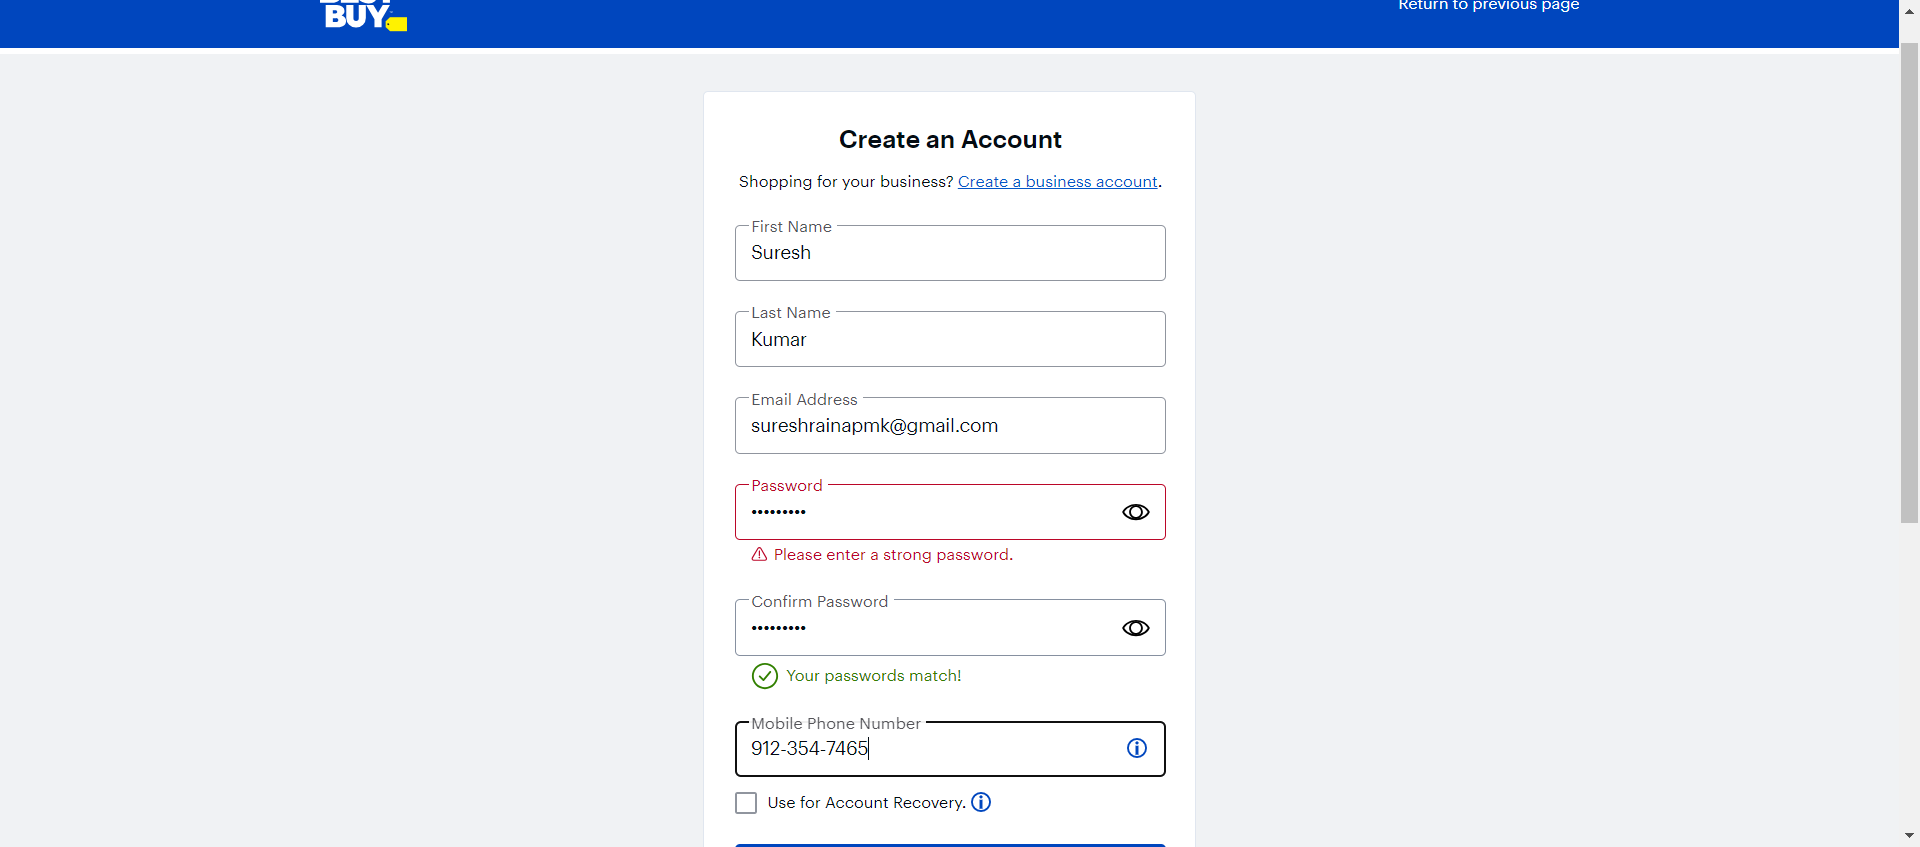 BEST
BUY
Return to previous page
Create an Account
Shopping for your business? Create a business account.
First Name
Suresh
Last Name
Kumar
Email Address
sureshrainapmk@gmail.com
Password
•••••••••
Please enter a strong password.
Confirm Password
•••••••••
Your passwords match!
Mobile Phone Number
912-354-7465
Use for Account Recovery.